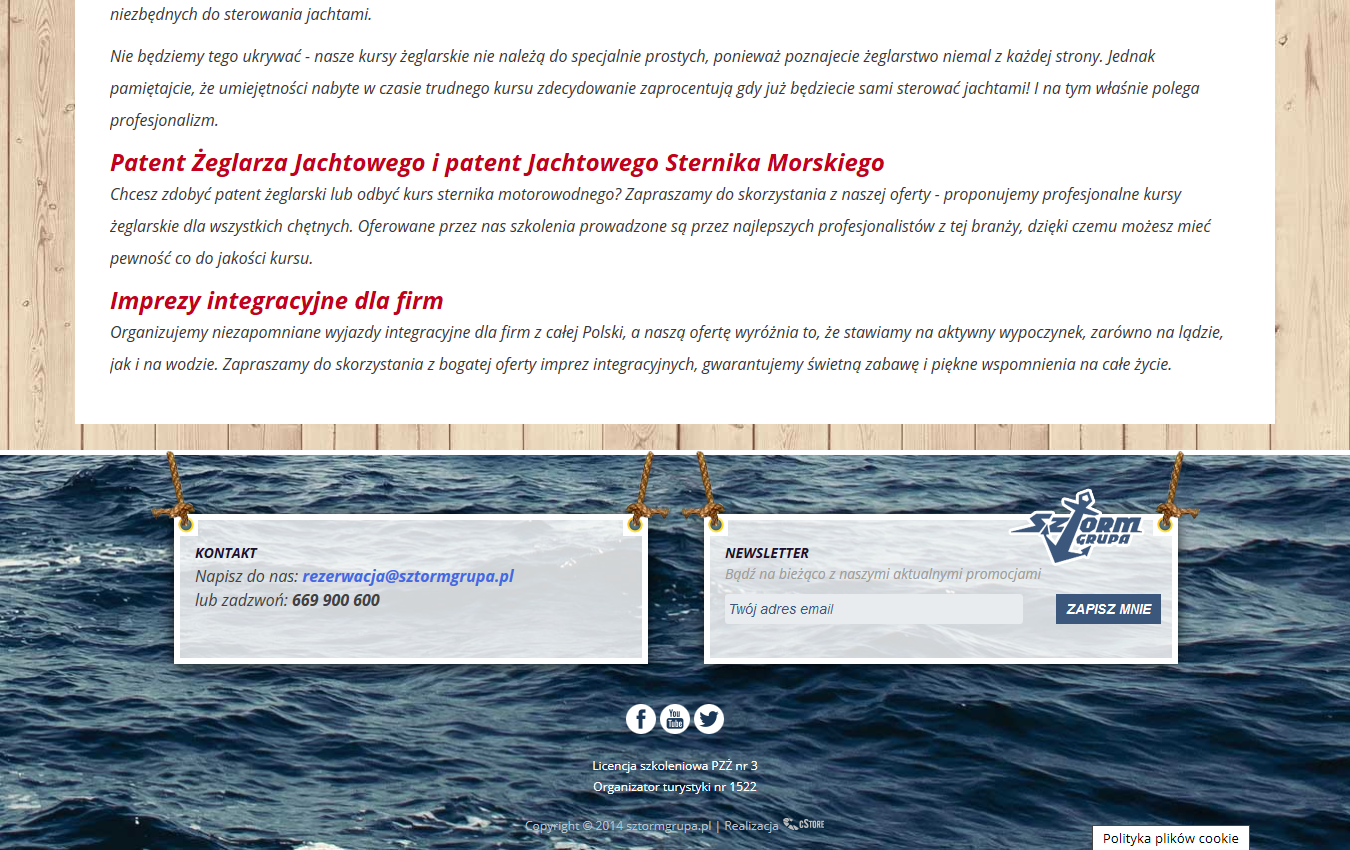 niezbędnych do sterowania jachtami.
Nie będziemy tego ukrywać - nasze kursy żeglarskie nie należą do specjalnie prostych, ponieważ poznajecie żeglarstwo niemal z każdej strony. Jednak
pamiętajcie, że umiejętności nabyte w czasie trudnego kursu zdecydowanie zaprocentują gdy już będziecie sami sterować jachtami! I na tym właśnie polega
profesjonalizm.
Patent Żeglarza Jachtowego i patent Jachtowego Sternika Morskiego
Chcesz zdobyć patent żeglarski lub odbyć kurs sternika motorowodnego? Zapraszamy do skorzystania z naszej oferty - proponujemy profesjonalne kursy
żeglarskie dla wszystkich chętnych. Oferowane przez nas szkolenia prowadzone są przez najlepszych profesjonalistów z tej branży, dzięki czemu możesz mieć
pewność co do jakości kursu.
Imprezy integracyjne dla firm
Organizujemy niezapomniane wyjazdy integracyjne dla firm z całej Polski, a naszą ofertę wyróżnia to, że stawiamy na aktywny wypoczynek, zarówno na lądzie,
jak i na wodzie. Zapraszamy do skorzystania z bogatej oferty imprez integracyjnych, gwarantujemy świetną zabawę i piękne wspomnienia na całe życie.
KONTAKT
Napisz do nas: rezerwacja@sztormgrupa.pl
lub zadzwoń: 669 900 600
SZTORM
GRUPA
NEWSLETTER
Bądź na bieżąco z naszymi aktualnymi promocjami
Twój adres email
ZAPISZ MNIE
You
Tube
Licencja szkoleniowa PZŻ nr 3
Organizator turystyki nr 1522
Copyright © 2014 sztormgrupa.pl | Realizacja cSTORE
Polityka plików cookie